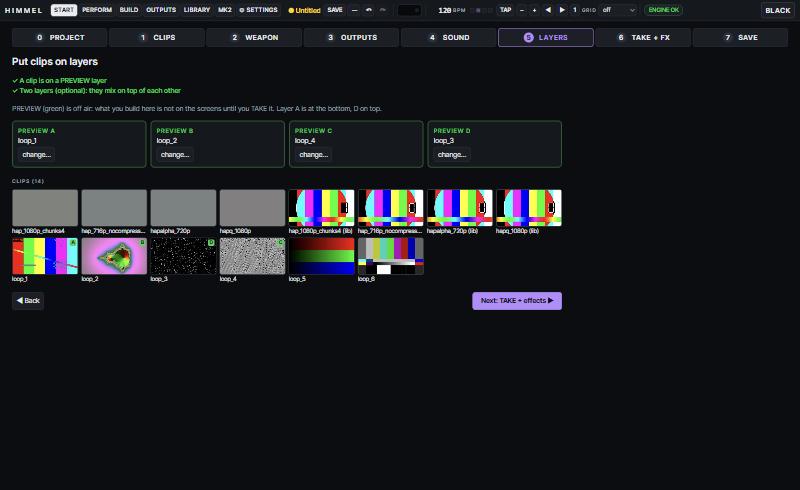 HIMMEL START PERFORM BUILD OUTPUTS LIBRARY MK2 SETTINGS Untitled SAVE 120 BPM TAP − + ◀ ▶ 1 GRID off ENGINE OK BLACK
0 PROJECT 1 CLIPS 2 WEAPON 3 OUTPUTS 4 SOUND 5 LAYERS 6 TAKE + FX 7 SAVE
Put clips on layers
✓ A clip is on a PREVIEW layer
✓ Two layers (optional): they mix on top of each other
PREVIEW (green) is off air: what you build here is not on the screens until you TAKE it. Layer A is at the bottom, D on top.
PREVIEW A PREVIEW B PREVIEW C PREVIEW D
loop_1 loop_2 loop_4 loop_3
change... change... change... change...
CLIPS (14)
hap_1080p_chunks4 hap_718p_nocompress... hapalpha_720p hapq_1080p hap_1080p_chunks4 (lib) hap_718p_nocompress... hapalpha_720p (lib) hapq_1080p (lib)
A B D C
loop_1 loop_2 loop_3 loop_4 loop_5 loop_6
◀ Back Next: TAKE + effects ▶